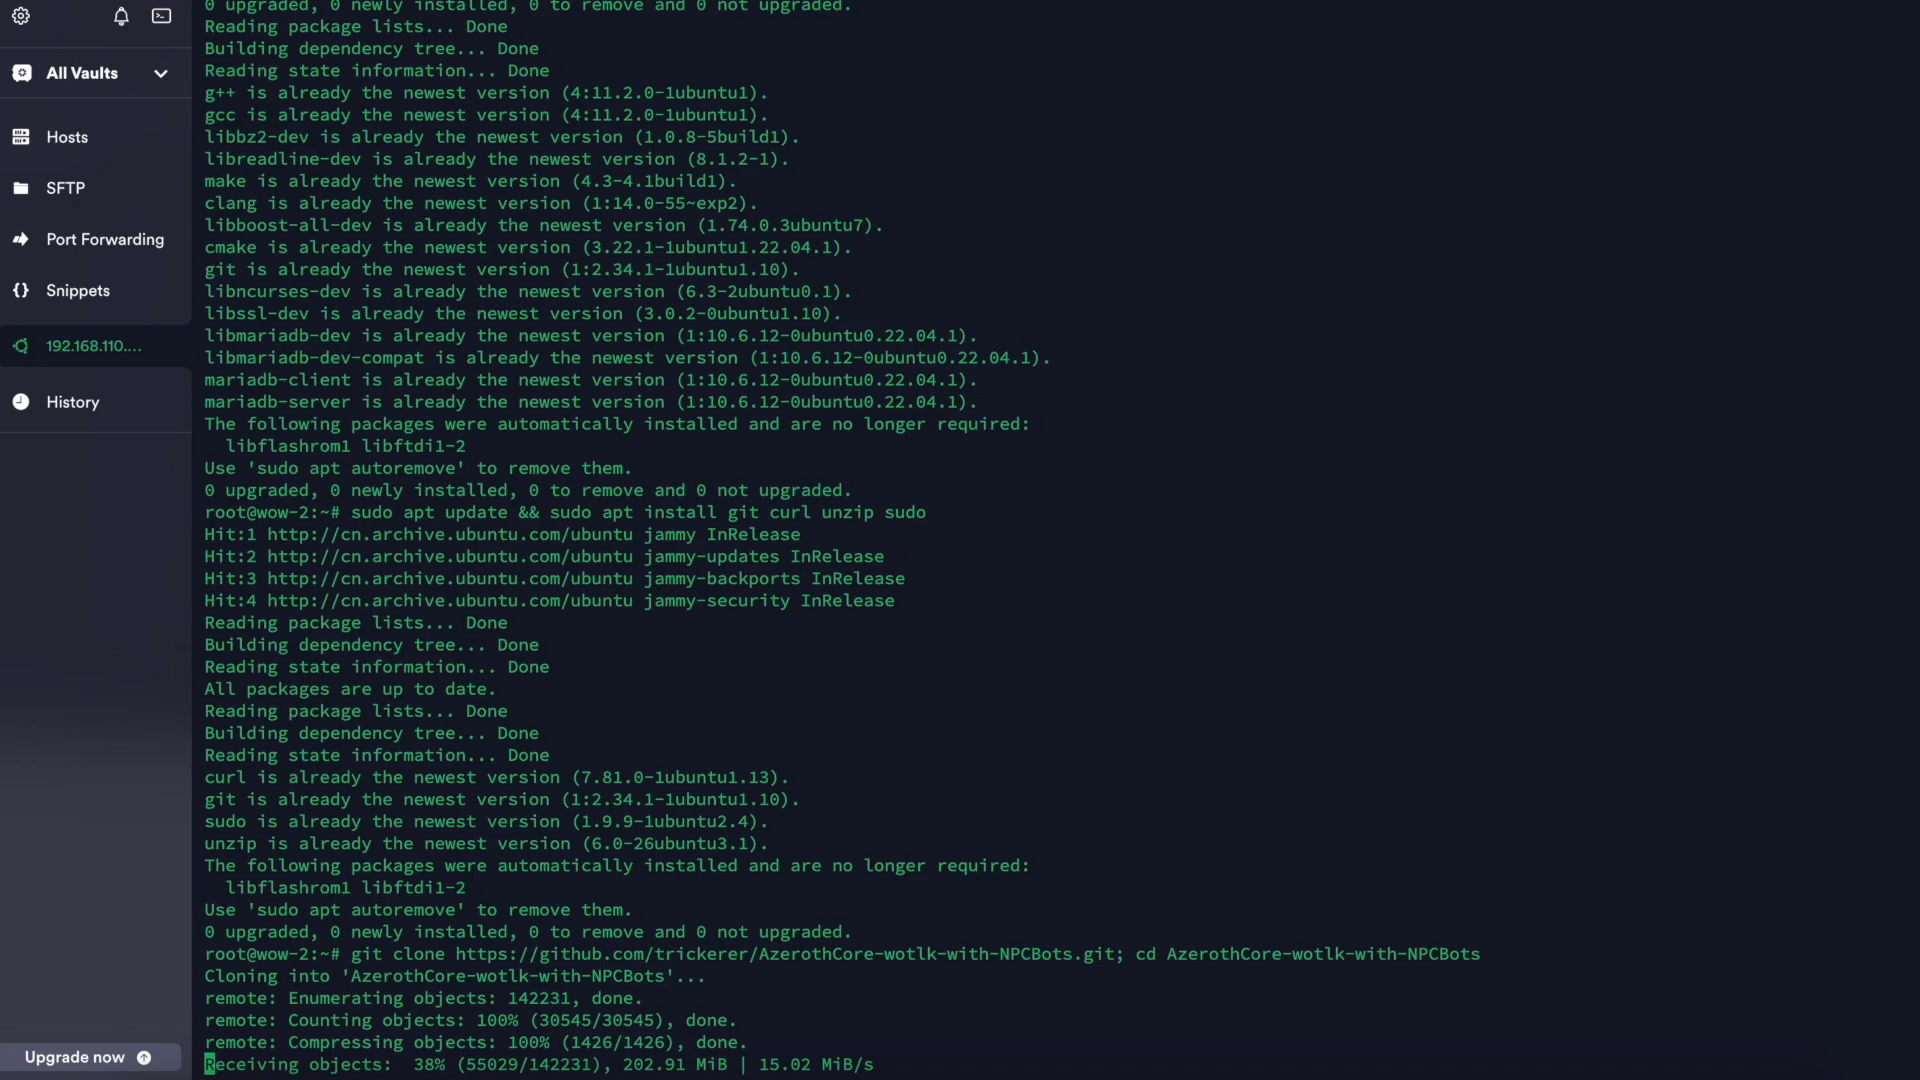 All Vaults
Hosts
SFTP
Port Forwarding
Snippets
192.168.110....
History
Upgrade now
0 upgraded, 0 newly installed, 0 to remove and 0 not upgraded.
Reading package lists... Done
Building dependency tree... Done
Reading state information... Done
g++ is already the newest version (4:11.2.0-1ubuntu1).
gcc is already the newest version (4:11.2.0-1ubuntu1).
libbz2-dev is already the newest version (1.0.8-5build1).
libreadline-dev is already the newest version (8.1.2-1).
make is already the newest version (4.3-4.1build1).
clang is already the newest version (1:14.0-55~exp2).
libboost-all-dev is already the newest version (1.74.0.3ubuntu7).
cmake is already the newest version (3.22.1-1ubuntu1.22.04.1).
git is already the newest version (1:2.34.1-1ubuntu1.10).
libncurses-dev is already the newest version (6.3-2ubuntu0.1).
libssl-dev is already the newest version (3.0.2-0ubuntu1.10).
libmariadb-dev is already the newest version (1:10.6.12-0ubuntu0.22.04.1).
libmariadb-dev-compat is already the newest version (1:10.6.12-0ubuntu0.22.04.1).
mariadb-client is already the newest version (1:10.6.12-0ubuntu0.22.04.1).
mariadb-server is already the newest version (1:10.6.12-0ubuntu0.22.04.1).
The following packages were automatically installed and are no longer required:
  libflashrom1 libftdi1-2
Use 'sudo apt autoremove' to remove them.
0 upgraded, 0 newly installed, 0 to remove and 0 not upgraded.
root@wow-2:~# sudo apt update && sudo apt install git curl unzip sudo
Hit:1 http://cn.archive.ubuntu.com/ubuntu jammy InRelease
Hit:2 http://cn.archive.ubuntu.com/ubuntu jammy-updates InRelease
Hit:3 http://cn.archive.ubuntu.com/ubuntu jammy-backports InRelease
Hit:4 http://cn.archive.ubuntu.com/ubuntu jammy-security InRelease
Reading package lists... Done
Building dependency tree... Done
Reading state information... Done
All packages are up to date.
Reading package lists... Done
Building dependency tree... Done
Reading state information... Done
curl is already the newest version (7.81.0-1ubuntu1.13).
git is already the newest version (1:2.34.1-1ubuntu1.10).
sudo is already the newest version (1.9.9-1ubuntu2.4).
unzip is already the newest version (6.0-26ubuntu3.1).
The following packages were automatically installed and are no longer required:
  libflashrom1 libftdi1-2
Use 'sudo apt autoremove' to remove them.
0 upgraded, 0 newly installed, 0 to remove and 0 not upgraded.
root@wow-2:~# git clone https://github.com/trickerer/AzerothCore-wotlk-with-NPCBots.git; cd AzerothCore-wotlk-with-NPCBots
Cloning into 'AzerothCore-wotlk-with-NPCBots'...
remote: Enumerating objects: 142231, done.
remote: Counting objects: 100% (30545/30545), done.
remote: Compressing objects: 100% (1426/1426), done.
Receiving objects:  38% (55029/142231), 202.91 MiB | 15.02 MiB/s